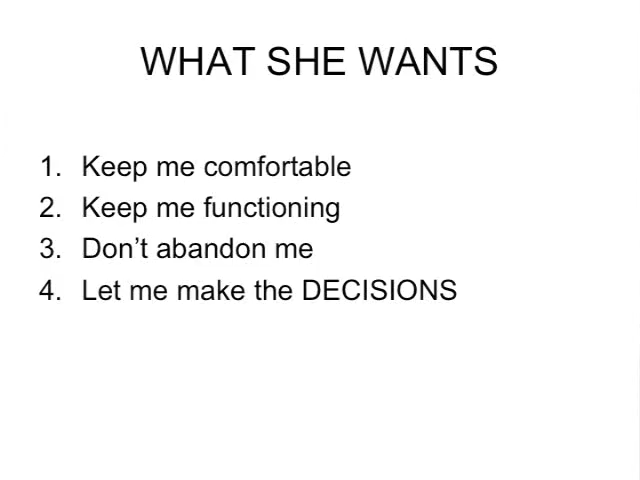 WHAT SHE WANTS
1. Keep me comfortable
2. Keep me functioning
3. Don’t abandon me
4. Let me make the DECISIONS